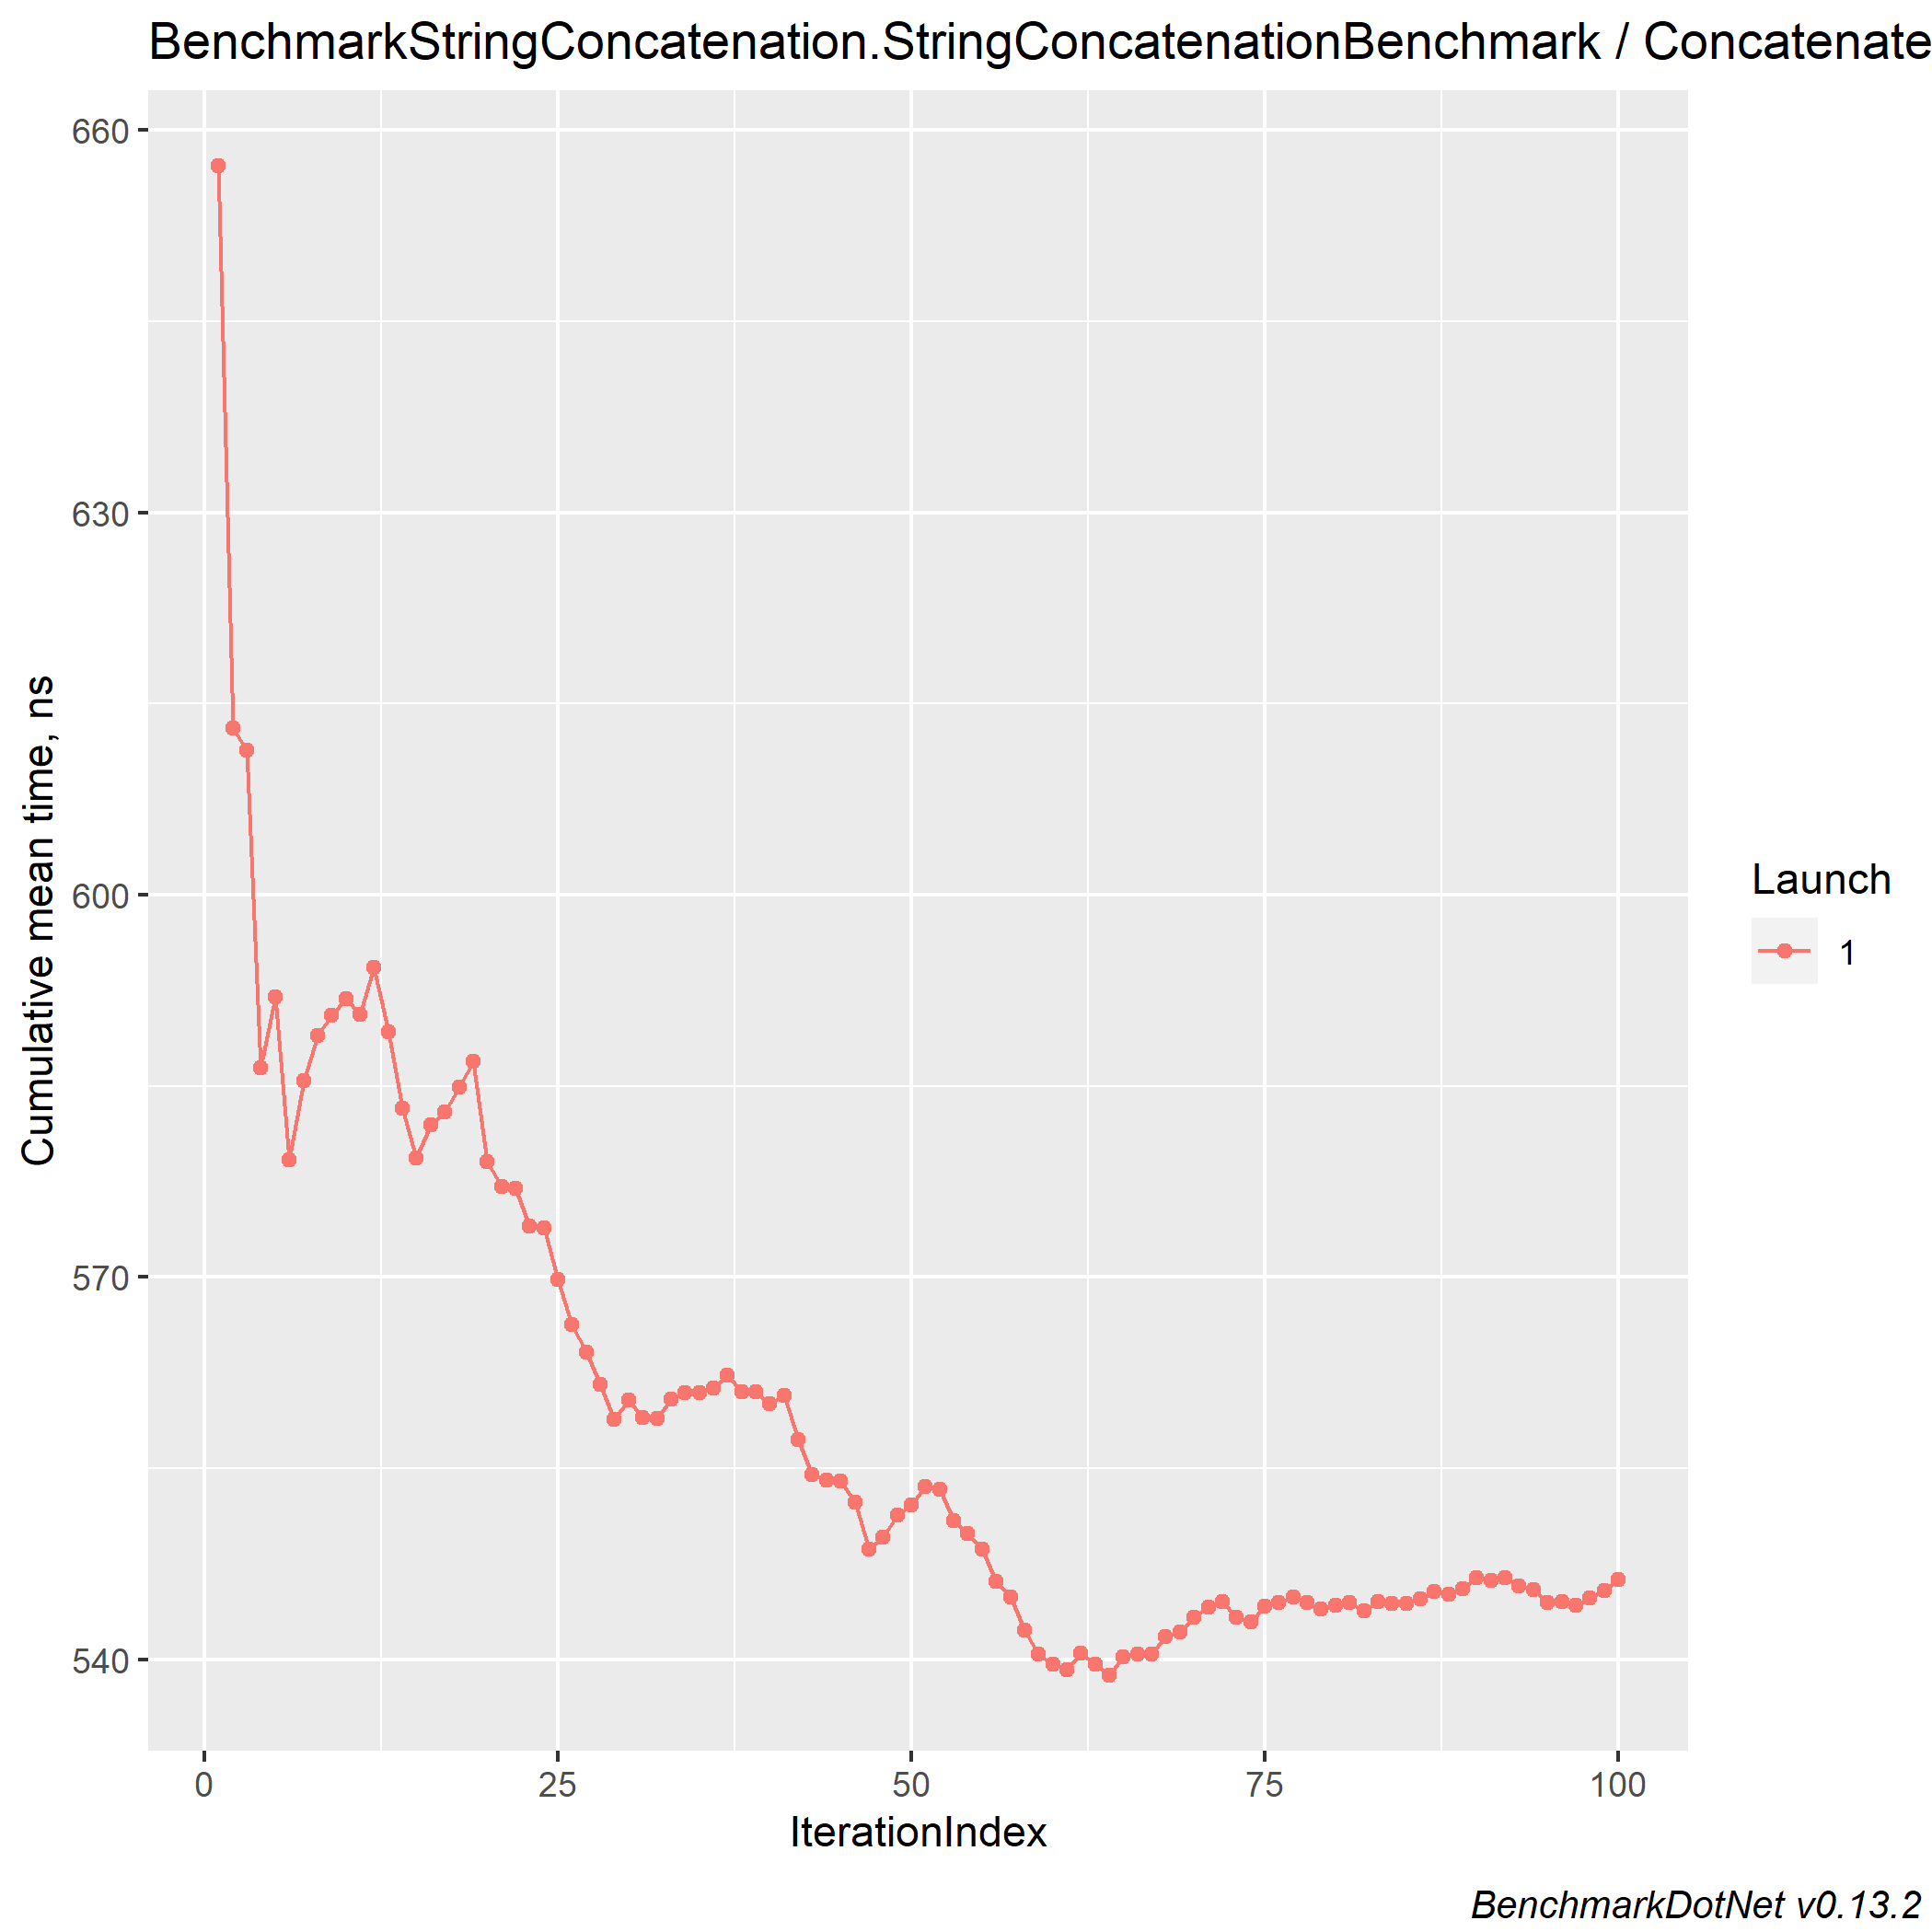 BenchmarkStringConcatenation.StringConcatenationBenchmark / Concatenate
660
630
600
570
540
Cumulative mean time, ns
0 25 50 75 100
IterationIndex
Launch
1
BenchmarkDotNet v0.13.2